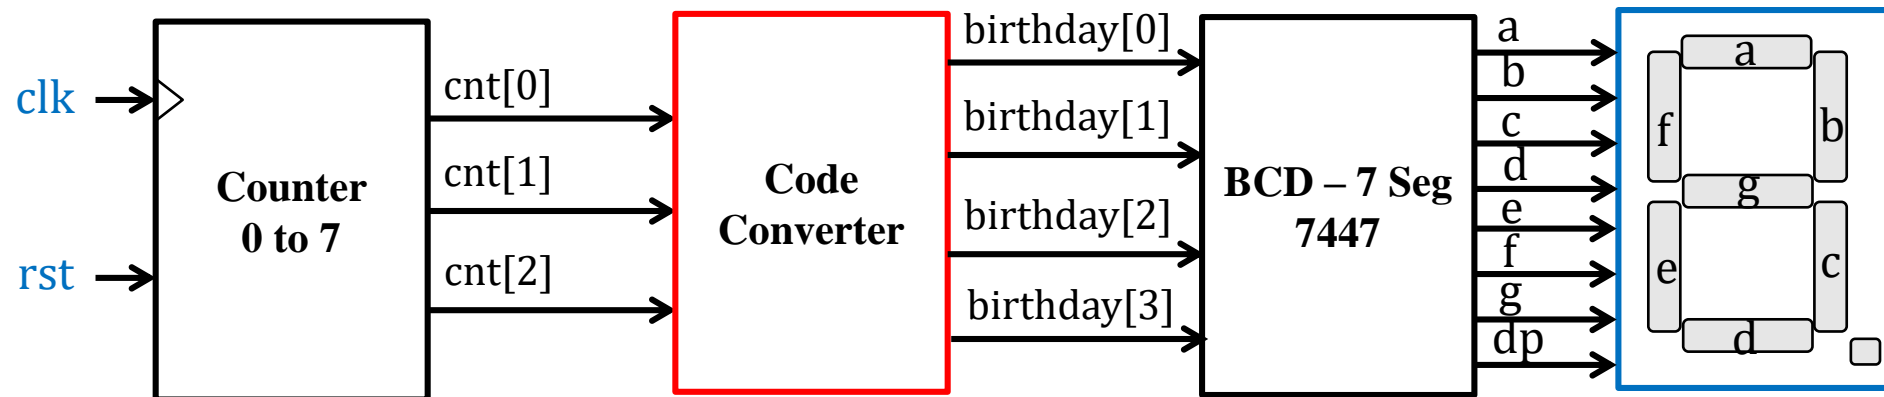 clk
rst
Counter
0 to 7
cnt[0]
cnt[1]
cnt[2]
Code
Converter
birthday[0]
birthday[1]
birthday[2]
birthday[3]
BCD – 7 Seg
7447
a
b
c
d
e
f
g
dp
a
f
b
g
e
c
d